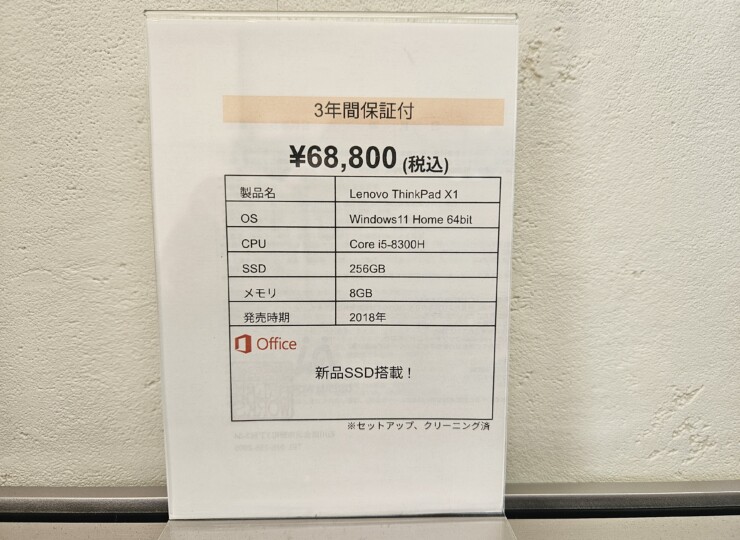 3年間保証付
¥68,800 (税込)
製品名 Lenovo ThinkPad X1
OS Windows11 Home 64bit
CPU Core i5-8300H
SSD 256GB
メモリ 8GB
発売時期 2018年
Office
新品SSD搭載！
※セットアップ、クリーニング済